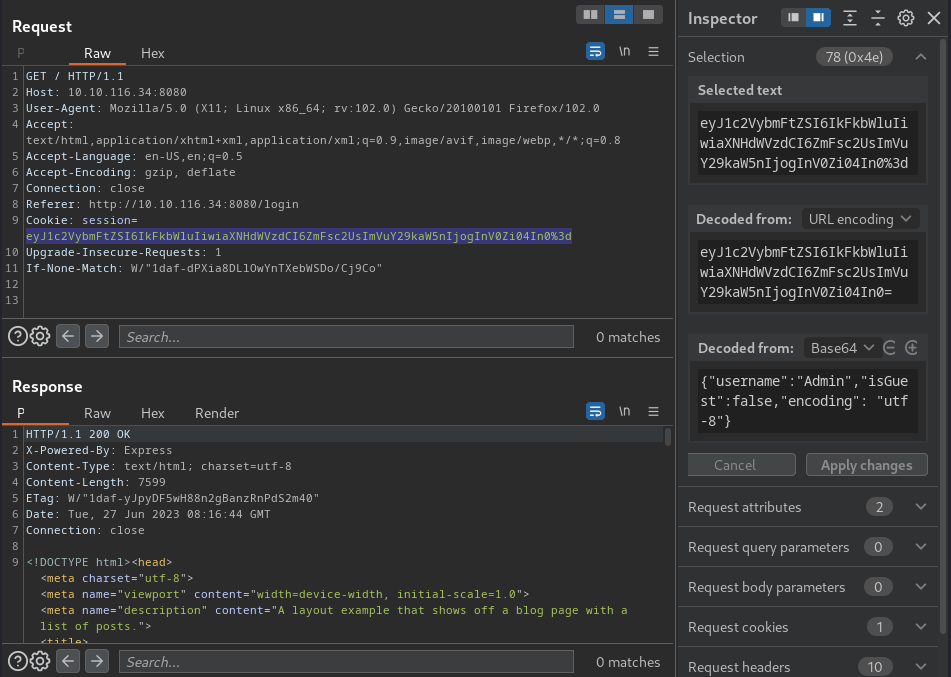 Request
P Raw Hex \n
1 GET / HTTP/1.1
2 Host: 10.10.116.34:8080
3 User-Agent: Mozilla/5.0 (X11; Linux x86_64; rv:102.0) Gecko/20100101 Firefox/102.0
4 Accept:
text/html,application/xhtml+xml,application/xml;q=0.9,image/avif,image/webp,*/*;q=0.8
5 Accept-Language: en-US,en;q=0.5
6 Accept-Encoding: gzip, deflate
7 Connection: close
8 Referer: http://10.10.116.34:8080/login
9 Cookie: session=
eyJ1c2VybmFtZSI6IkFkbWluIiwiaXNHdWVzdCI6ZmFsc2UsImVuY29kaW5nIjogInV0Zi04In0%3d
10 Upgrade-Insecure-Requests: 1
11 If-None-Match: W/"1daf-dPXia8DLlOwYnTXebWSDo/Cj9Co"
12
13
? Search... 0 matches
Response
P Raw Hex Render \n
1 HTTP/1.1 200 OK
2 X-Powered-By: Express
3 Content-Type: text/html; charset=utf-8
4 Content-Length: 7599
5 ETag: W/"1daf-yJpyDF5wH88n2gBanzRnPdS2m40"
6 Date: Tue, 27 Jun 2023 08:16:44 GMT
7 Connection: close
8
9 <!DOCTYPE html><head>
<meta charset="utf-8">
<meta name="viewport" content="width=device-width, initial-scale=1.0">
<meta name="description" content="A layout example that shows off a blog page with a
list of posts.">
<title>
? Search... 0 matches
Inspector
Selection 78 (0x4e)
Selected text
eyJ1c2VybmFtZSI6IkFkbWluIi
wiaXNHdWVzdCI6ZmFsc2UsImVu
Y29kaW5nIjogInV0Zi04In0%3d
Decoded from: URL encoding
eyJ1c2VybmFtZSI6IkFkbWluIi
wiaXNHdWVzdCI6ZmFsc2UsImVu
Y29kaW5nIjogInV0Zi04In0=
Decoded from: Base64
{"username":"Admin","isGue
st":false,"encoding": "utf
-8"}
Cancel Apply changes
Request attributes 2
Request query parameters 0
Request body parameters 0
Request cookies 1
Request headers 10